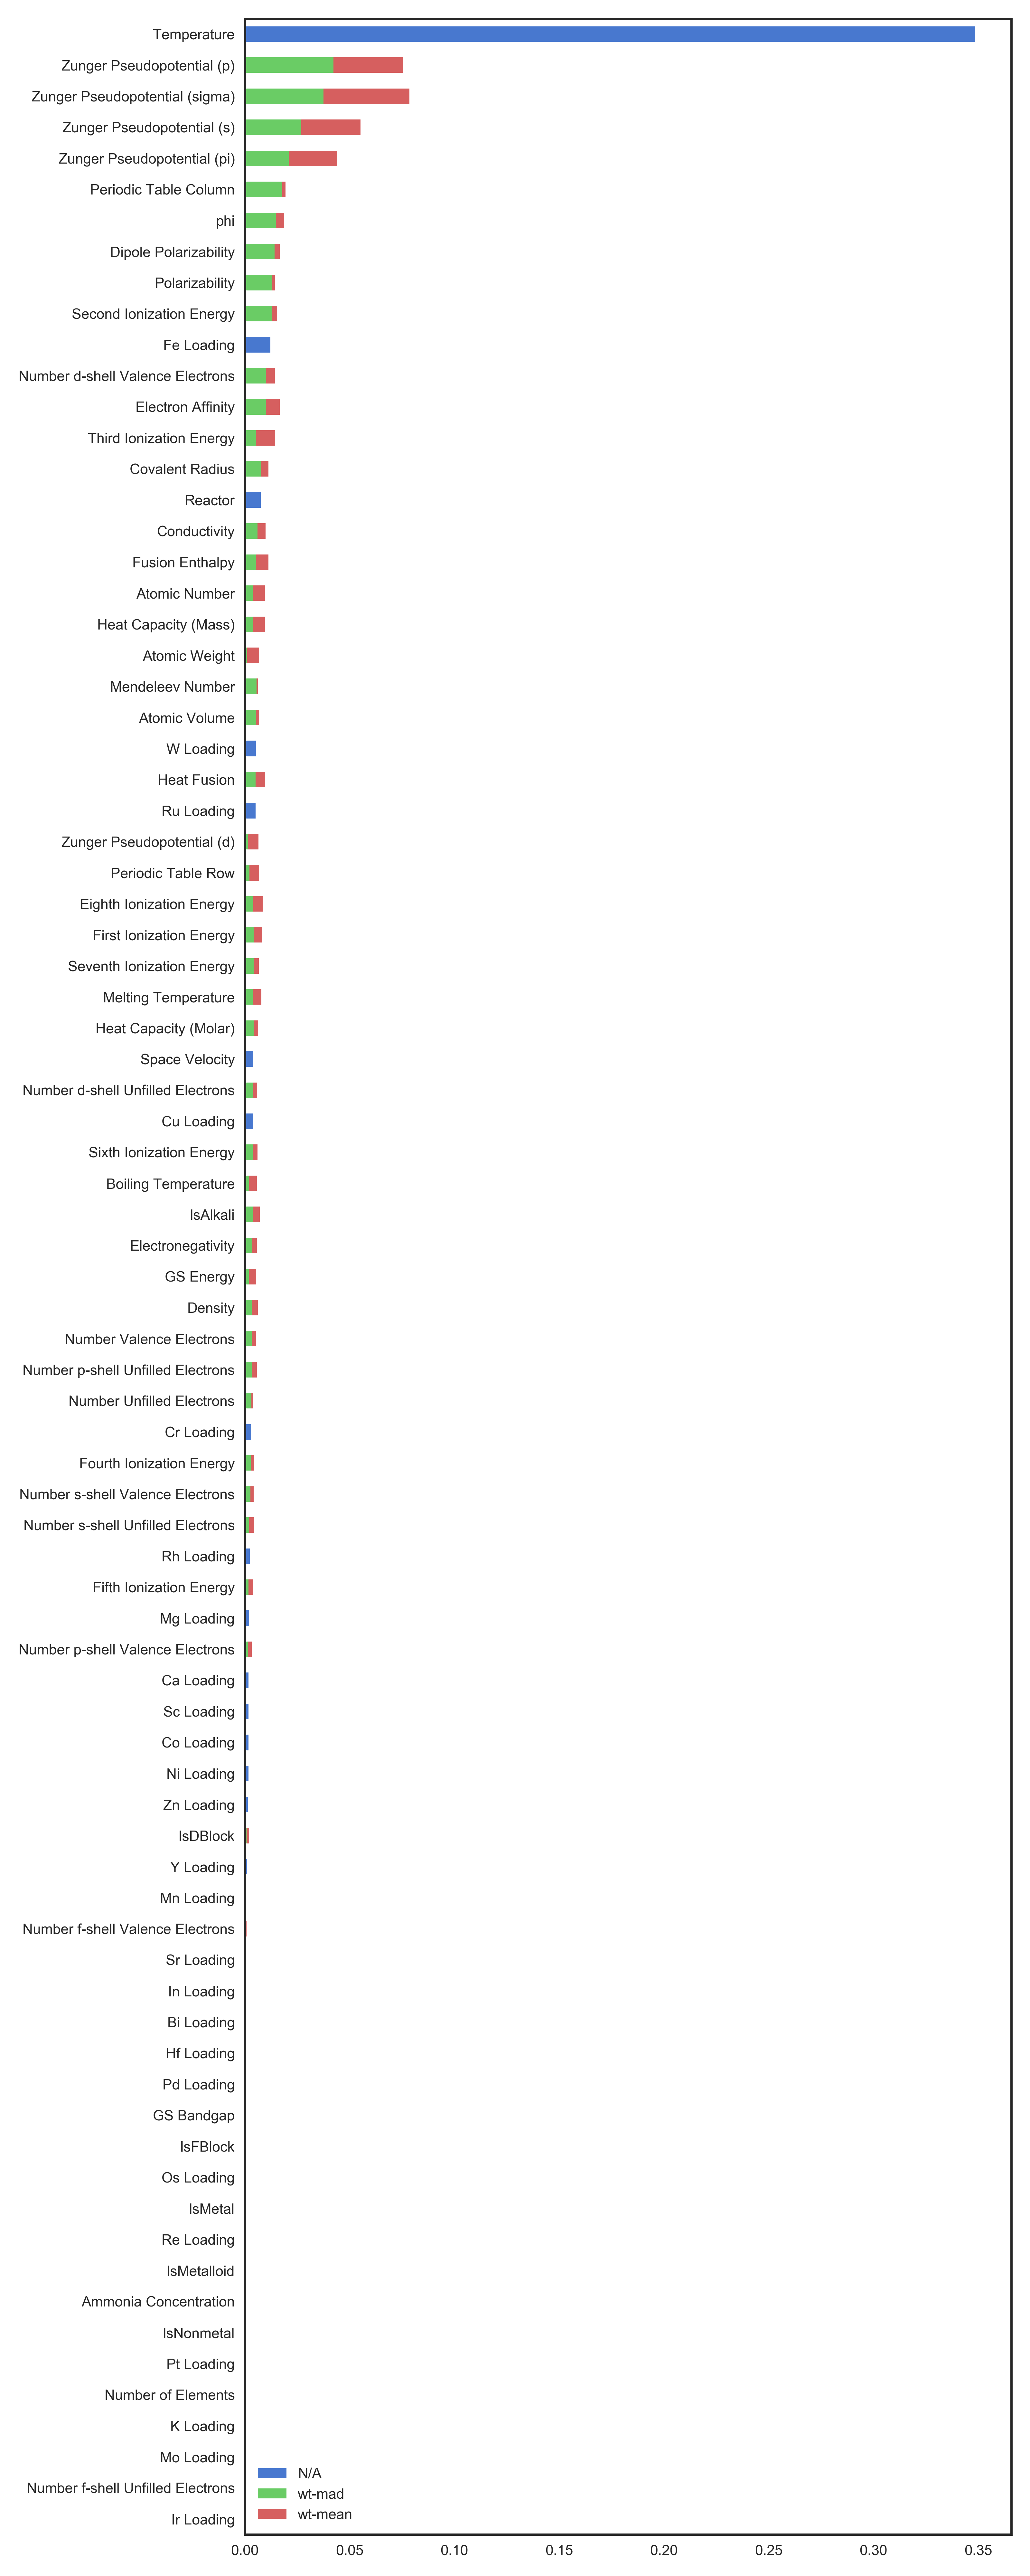 Temperature
Zunger Pseudopotential (p)
Zunger Pseudopotential (sigma)
Zunger Pseudopotential (s)
Zunger Pseudopotential (pi)
Periodic Table Column
phi
Dipole Polarizability
Polarizability
Second Ionization Energy
Fe Loading
Number d-shell Valence Electrons
Electron Affinity
Third Ionization Energy
Covalent Radius
Reactor
Conductivity
Fusion Enthalpy
Atomic Number
Heat Capacity (Mass)
Atomic Weight
Mendeleev Number
Atomic Volume
W Loading
Heat Fusion
Ru Loading
Zunger Pseudopotential (d)
Periodic Table Row
Eighth Ionization Energy
First Ionization Energy
Seventh Ionization Energy
Melting Temperature
Heat Capacity (Molar)
Space Velocity
Number d-shell Unfilled Electrons
Cu Loading
Sixth Ionization Energy
Boiling Temperature
IsAlkali
Electronegativity
GS Energy
Density
Number Valence Electrons
Number p-shell Unfilled Electrons
Number Unfilled Electrons
Cr Loading
Fourth Ionization Energy
Number s-shell Valence Electrons
Number s-shell Unfilled Electrons
Rh Loading
Fifth Ionization Energy
Mg Loading
Number p-shell Valence Electrons
Ca Loading
Sc Loading
Co Loading
Ni Loading
Zn Loading
IsDBlock
Y Loading
Mn Loading
Number f-shell Valence Electrons
Sr Loading
In Loading
Bi Loading
Hf Loading
Pd Loading
GS Bandgap
IsFBlock
Os Loading
IsMetal
Re Loading
IsMetalloid
Ammonia Concentration
IsNonmetal
Pt Loading
Number of Elements
K Loading
Mo Loading
Number f-shell Unfilled Electrons
Ir Loading
N/A
wt-mad
wt-mean
0.00 0.05 0.10 0.15 0.20 0.25 0.30 0.35